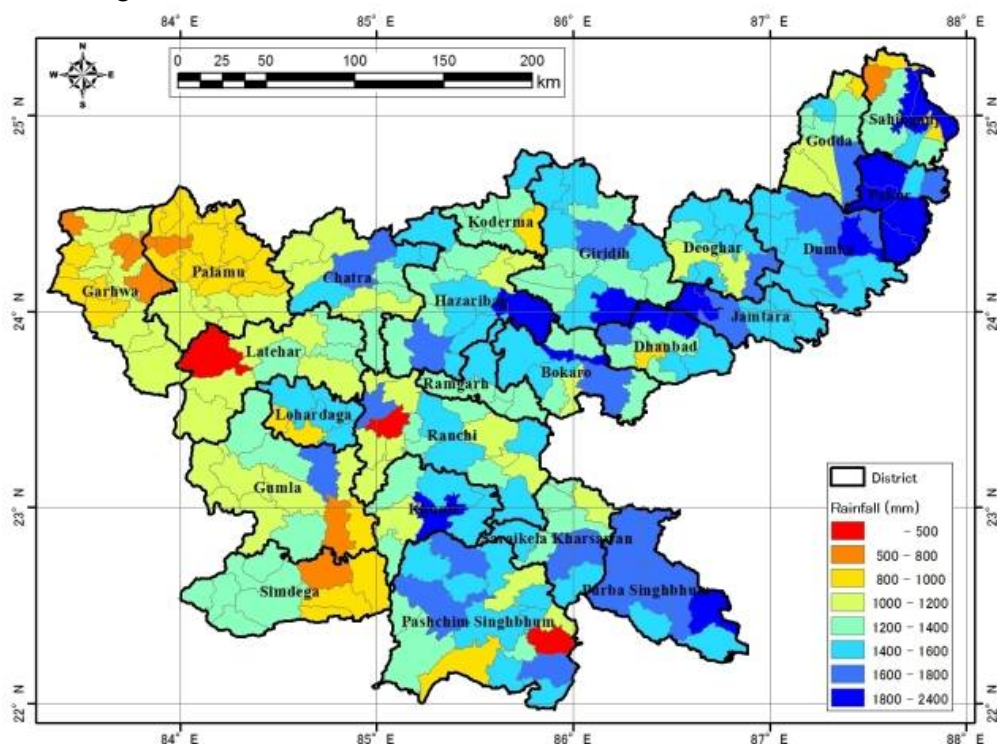 84° E 85° E 86° E 87° E 88° E
N
W E
S
0 25 50 100 150 200
km
25° N
25° N
Sahibganj
Godda
Pakur
Koderma
Giridih
Deoghar
Dumka
Palamu
Chatra
Garhwa
Hazaribag
24° N
24° N
Jamtara
Latehar
Dhanbad
Bokaro
Ramgarh
Lohardaga
Ranchi
Gumla
23° N
23° N
Saraikela Kharsawan
Simdega
Purba Singhbhum
Pashchim Singhbhum
22° N
22° N
District
Rainfall (mm)
- 500
500 - 800
800 - 1000
1000 - 1200
1200 - 1400
1400 - 1600
1600 - 1800
1800 - 2400
84° E 85° E 86° E 87° E 88° E